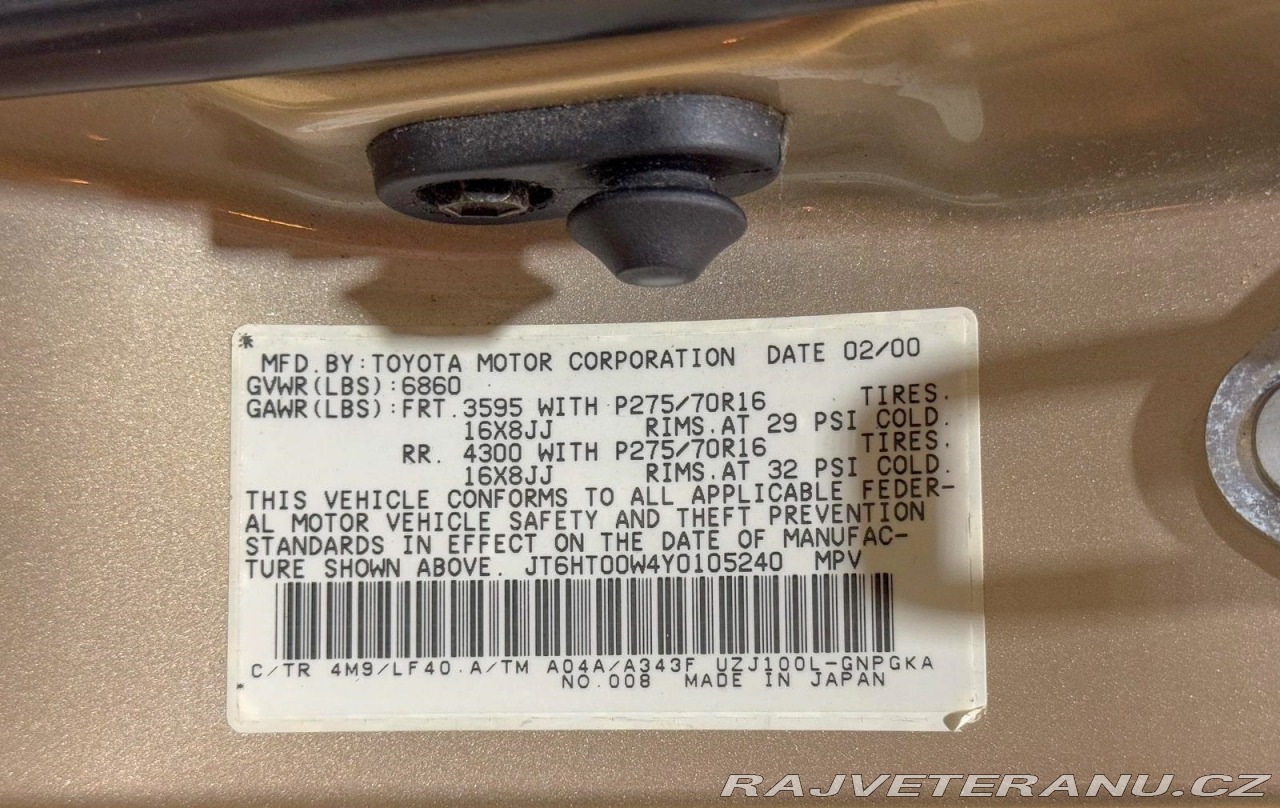 MFD.BY:TOYOTA MOTOR CORPORATION DATE 02/00
GVWR(LBS):6860
GAWR(LBS):FRT.3595 WITH P275/70R16 TIRES.
16X8JJ RIMS.AT 29 PSI COLD.
RR. 4300 WITH P275/70R16 TIRES.
16X8JJ RIMS.AT 32 PSI COLD.
THIS VEHICLE CONFORMS TO ALL APPLICABLE FEDER-
AL MOTOR VEHICLE SAFETY AND THEFT PREVENTION
STANDARDS IN EFFECT ON THE DATE OF MANUFAC-
TURE SHOWN ABOVE. JT6HT00W4Y0105240 MPV
C/TR 4M9/LF40.A/TM A04A/A343F UZJ100L-GNPGKA
NO.008 MADE IN JAPAN
RAJVETERANU.CZ